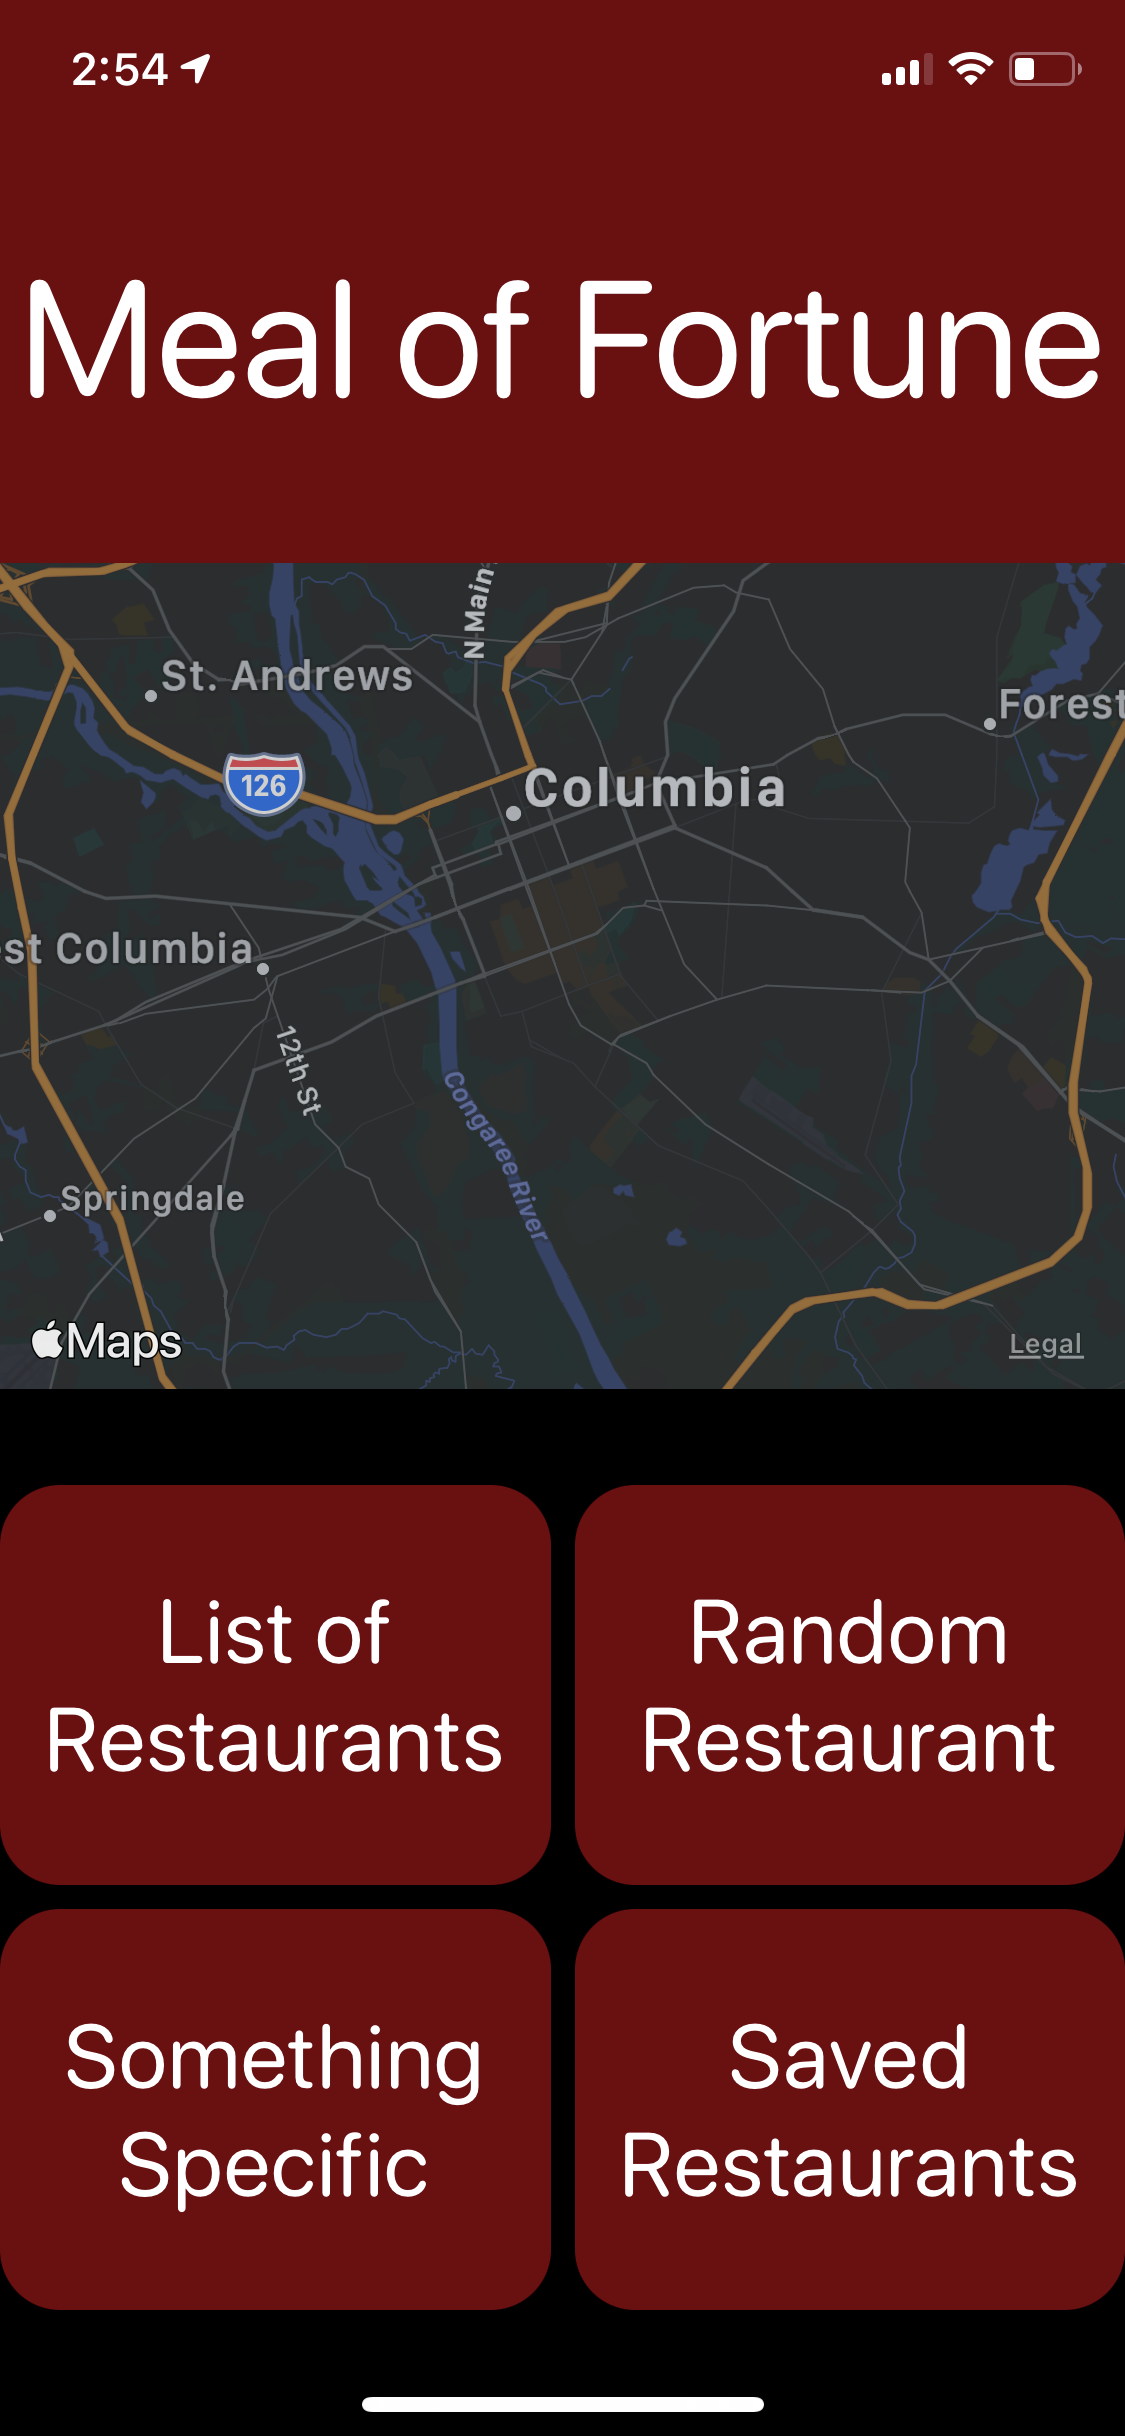 2:54
Meal of Fortune
N Main
St. Andrews
Forest
126
Columbia
st Columbia
12th St
Congaree River
Springdale
Maps
Legal
List of
Restaurants
Random
Restaurant
Something
Specific
Saved
Restaurants